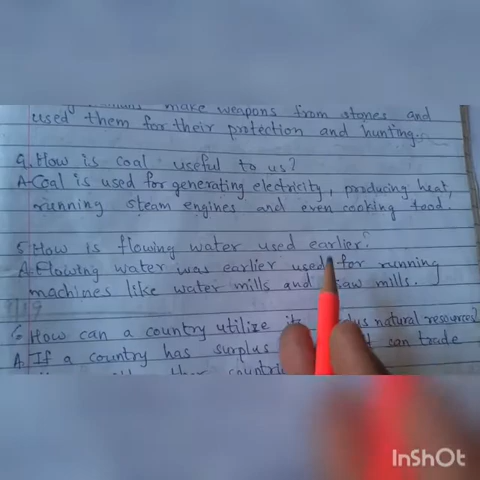 make weapons from stones and
used them for their protection and hunting.
4. How is coal useful to us?
A. Coal is used for generating electricity, producing heat,
running steam engines and even cooking food.
5. How is flowing water used earlier?
A. Flowing water was earlier used for running
machines like water mills and saw mills.
6. How can a country utilize its natural resources?
A. If a country has surplus can trade
countri
InShOt